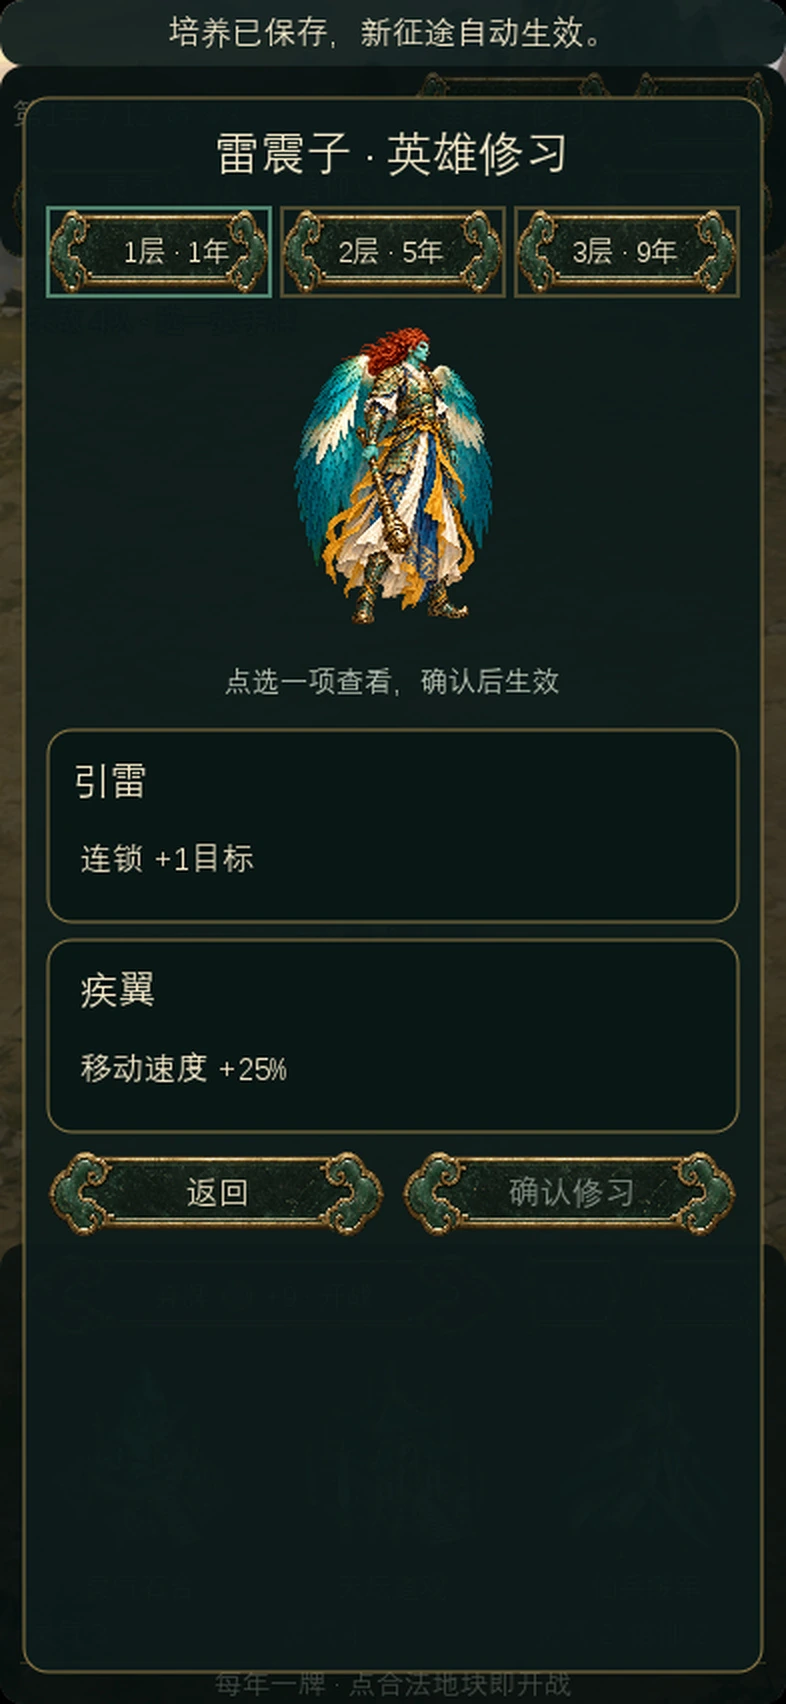 培养已保存，新征途自动生效。
雷震子·英雄修习
1层·1年
2层·5年
3层·9年
点选一项查看，确认后生效
引雷
连锁 +1目标
疾翼
移动速度 +25%
返回
确认修习
每年一牌·点合法地块即开战